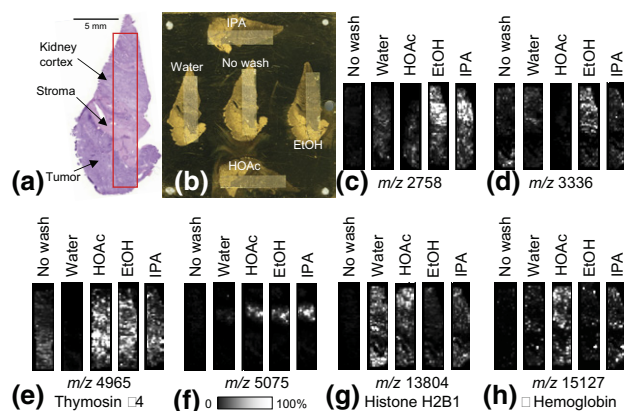 5 mm
Kidney
cortex
Stroma
Tumor
(a)
IPA
Water
No wash
EtOH
HOAc
(b)
No wash
Water
HOAc
EtOH
IPA
(c)
m/z 2758
No wash
Water
HOAc
EtOH
IPA
(d)
m/z 3336
No wash
Water
HOAc
EtOH
IPA
(e)
m/z 4965
Thymosin □4
No wash
Water
HOAc
EtOH
IPA
(f)
m/z 5075
0 100%
No wash
Water
HOAc
EtOH
IPA
(g)
m/z 13804
Histone H2B1
No wash
Water
HOAc
EtOH
IPA
(h)
m/z 15127
□ Hemoglobin